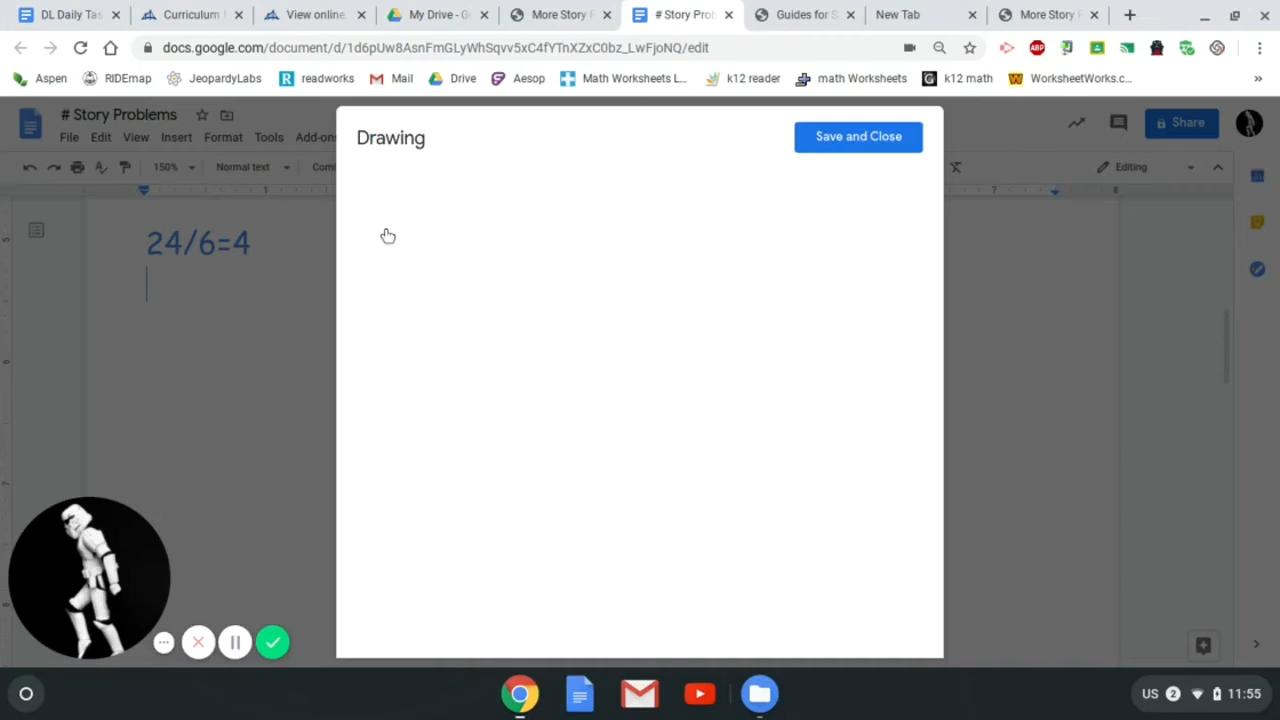 DL Daily Tas
Curriculum
View online
My Drive - G
More Story P
# Story Prob
Guides for S
New Tab
More Story P
docs.google.com/document/d/1d6pUw8AsnFmGLyWhSqvv5xC4fYTnXZxC0bz_LwFjoNQ/edit
Aspen
RIDEmap
JeopardyLabs
readworks
Mail
Drive
Aesop
Math Worksheets L...
k12 reader
math Worksheets
k12 math
WorksheetWorks.c...
# Story Problems
File Edit View Insert Format Tools Add-ons
Share
150%
Normal text
Comi
Editing
Drawing
Save and Close
24/6=4
US 2 11:55